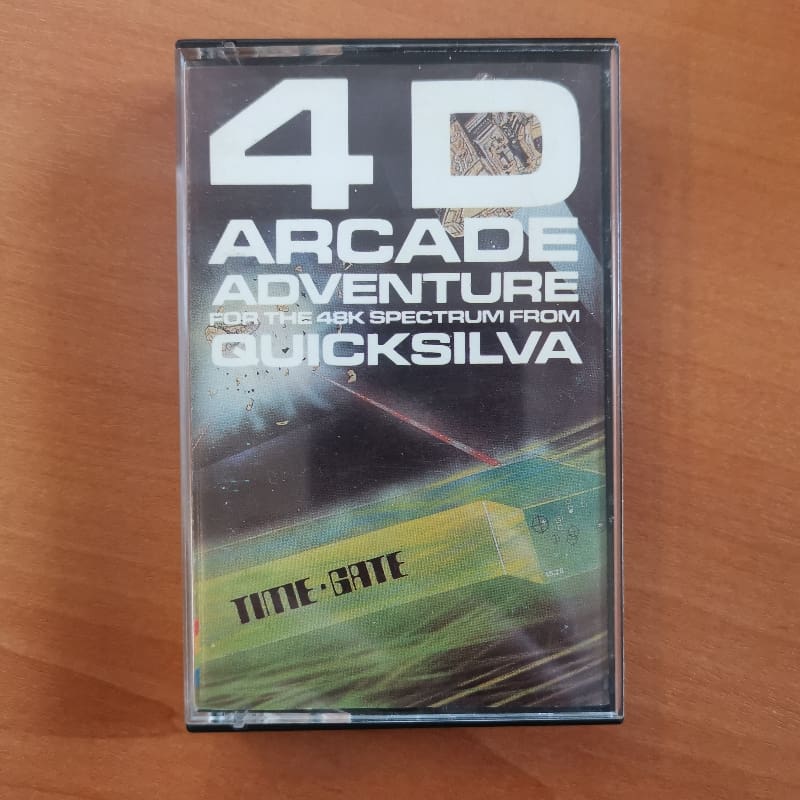 4D
ARCADE
ADVENTURE
FOR THE 48K SPECTRUM FROM
QUICKSILVA
TIME·GATE